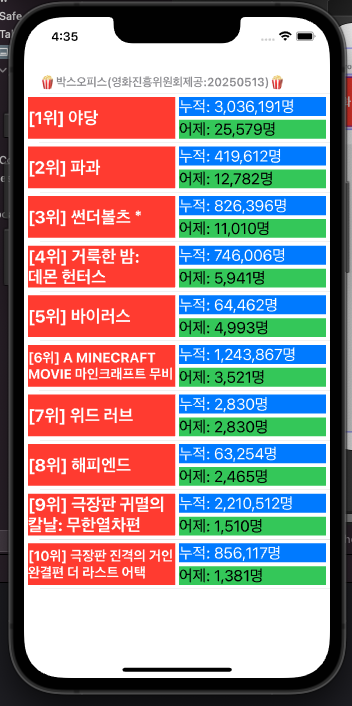 Safe
4:35
🍿 박스오피스(영화진흥위원회제공:20250513) 🍿
[1위] 야당
누적: 3,036,191명
어제: 25,579명
[2위] 파과
누적: 419,612명
어제: 12,782명
[3위] 썬더볼츠 *
누적: 826,396명
어제: 11,010명
[4위] 거룩한 밤:
데몬 헌터스
누적: 746,006명
어제: 5,941명
[5위] 바이러스
누적: 64,462명
어제: 4,993명
[6위] A MINECRAFT
MOVIE 마인크래프트 무비
누적: 1,243,867명
어제: 3,521명
[7위] 위드 러브
누적: 2,830명
어제: 2,830명
[8위] 해피엔드
누적: 63,254명
어제: 2,465명
[9위] 극장판 귀멸의
칼날: 무한열차편
누적: 2,210,512명
어제: 1,510명
[10위] 극장판 진격의 거인
완결편 더 라스트 어택
누적: 856,117명
어제: 1,381명